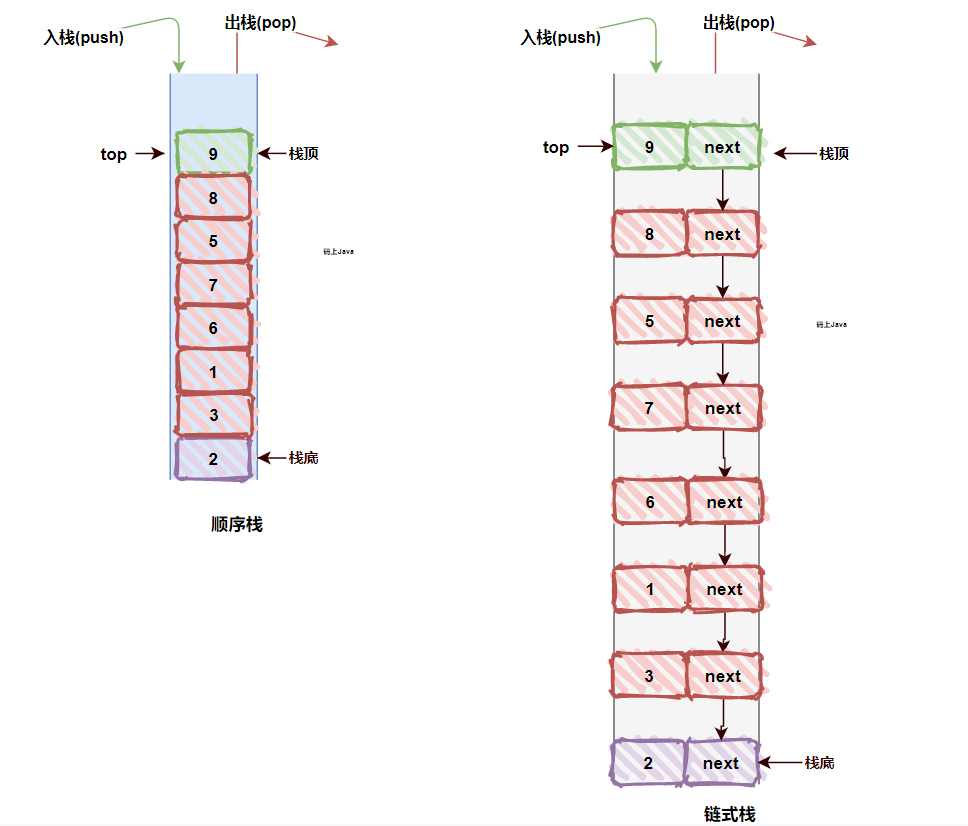 入栈(push)
出栈(pop)
top
栈顶
9
8
5
7
6
1
3
2
栈底
码上Java
顺序栈
入栈(push)
出栈(pop)
top
9 next
栈顶
8 next
5 next
码上Java
7 next
6 next
1 next
3 next
2 next
栈底
链式栈